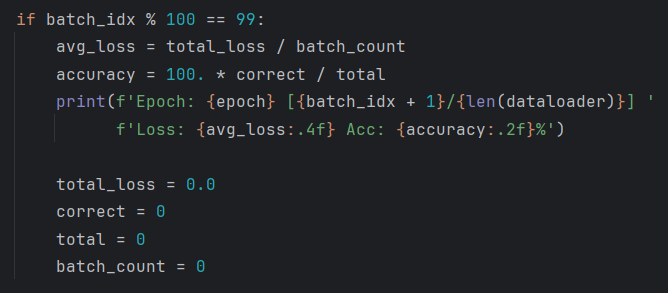 if batch_idx % 100 == 99:
    avg_loss = total_loss / batch_count
    accuracy = 100. * correct / total
    print(f'Epoch: {epoch} [{batch_idx + 1}/{len(dataloader)}] '
          f'Loss: {avg_loss:.4f} Acc: {accuracy:.2f}%')

    total_loss = 0.0
    correct = 0
    total = 0
    batch_count = 0